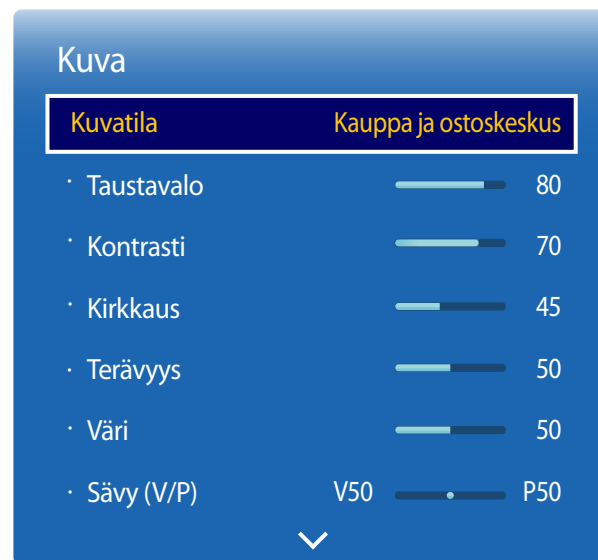 Kuva
Kuvatila Kauppa ja ostoskeskus
· Taustavalo 80
· Kontrasti 70
· Kirkkaus 45
· Terävyys 50
· Väri 50
· Sävy (V/P) V50 P50